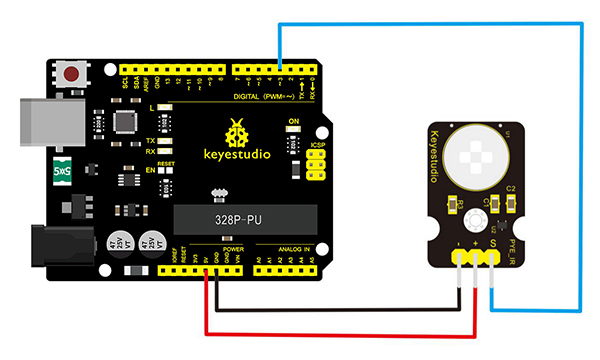 SCL
SDA
AREF
GND
13
12
~11
~10
~9
8
7
~6
~5
4
~3
2
TX→1
RX←0
DIGITAL (PWM=~)
L
TX
RX
EN
RESET
ON
ICSP
keyestudio
5x5
47
25V
VT
47
25V
VT
328P-PU
POWER
ANALOG IN
IOREF
RESET
3V3
5V
GND
GND
VIN
A0
A1
A2
A3
A4
A5
Keyestudio
U1
R3
C1
C2
U2
PYE_IR
-
+
S